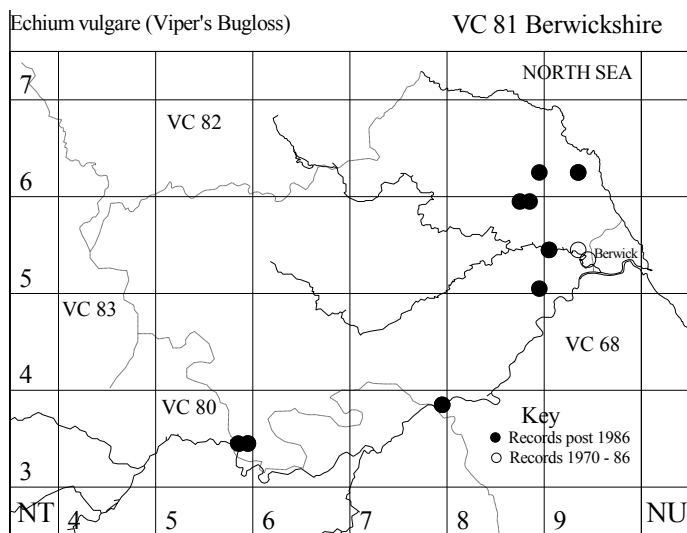 Echium vulgare (Viper's Bugloss) VC 81 Berwickshire
NORTH SEA
7
VC 82
6
Berwick
5
VC 83
VC 68
4
VC 80
Key
Records post 1986
Records 1970 - 86
3
NT 4 5 6 7 8 9 NU